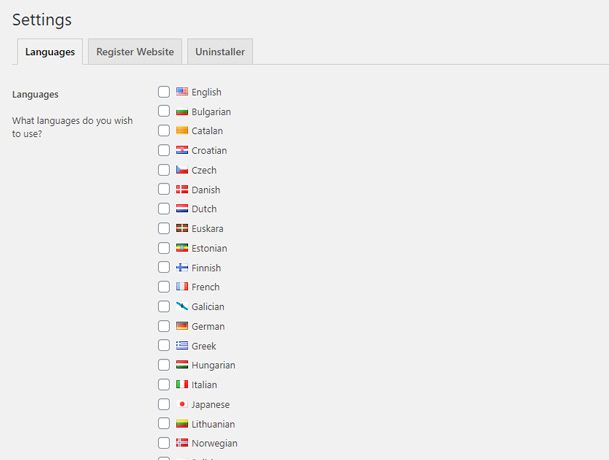 Settings
Languages
Register Website
Uninstaller
Languages
What languages do you wish
to use?
English
Bulgarian
Catalan
Croatian
Czech
Danish
Dutch
Euskara
Estonian
Finnish
French
Galician
German
Greek
Hungarian
Italian
Japanese
Lithuanian
Norwegian